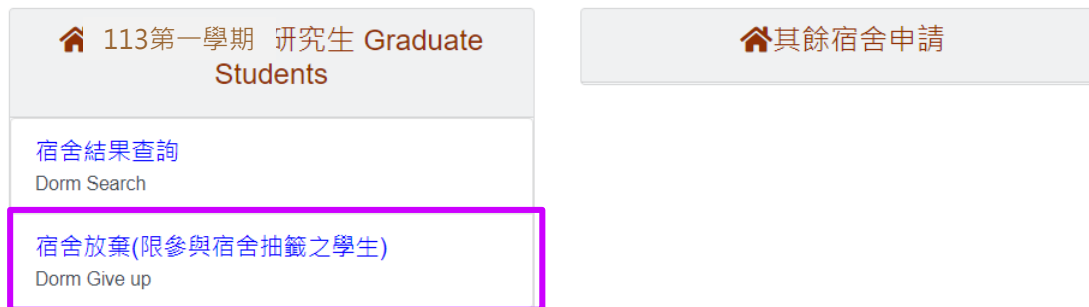 113第一學期 研究生 Graduate
Students
宿舍結果查詢
Dorm Search
宿舍放棄(限參與宿舍抽籤之學生)
Dorm Give up
其餘宿舍申請